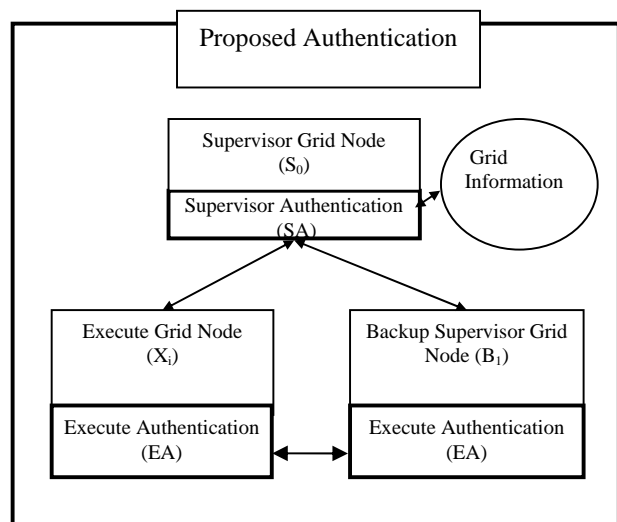 Proposed Authentication
Supervisor Grid Node
(S₀)
Supervisor Authentication
(SA)
Grid
Information
Execute Grid Node
(Xᵢ)
Execute Authentication
(EA)
Backup Supervisor Grid
Node (B₁)
Execute Authentication
(EA)